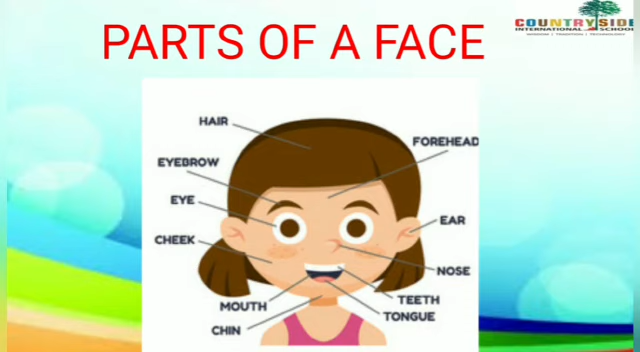 PARTS OF A FACE
COUNTRYSIDE
INTERNATIONAL SCHOOL
HAIR
FOREHEAD
EYEBROW
EYE
EAR
CHEEK
NOSE
MOUTH
TEETH
TONGUE
CHIN